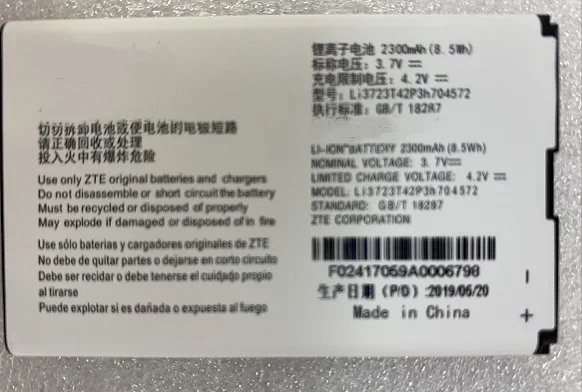 切勿拆卸电池或使电池的电极短路
请正确回收或处理
投入火中有爆炸危险
Use only ZTE original batteries and chargers
Do not disassemble or short circuit the battery
Must be recycled or disposed of properly
May explode if damaged or disposed of in fire
Use sólo baterias y cargadores originales de ZTE
No debe de quitar partes o dejarse en corto circuito
Debe ser recidar o debe tenerse el cuidado propio
al tirarse
Puede explotar si es dañada o expuesta al fuego
锂离子电池 2300mAh(8.5Wh)
标称电压: 3.7V⎓
充电限制电压: 4.2V⎓
型号: Li3723T42P3h704572
执行标准: GB/T 18287
LI-ION BATTERY 2300mAh(8.5Wh)
NOMINAL VOLTAGE: 3.7V⎓
LIMITED CHARGE VOLTAGE: 4.2V⎓
MODEL: Li3723T42P3h704572
STANDARD: GB/T 18287
ZTE CORPORATION
F02417059A0006798
生产日期 (P/D):2019/06/20
Made in China
−
+